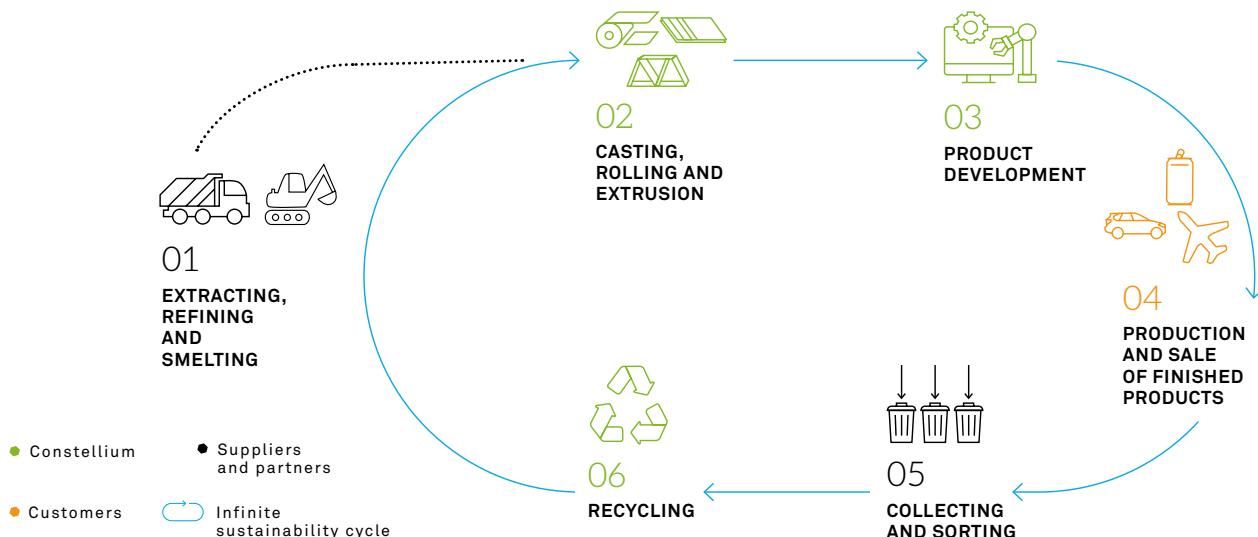 01
EXTRACTING,
REFINING
AND
SMELTING
02
CASTING,
ROLLING AND
EXTRUSION
03
PRODUCT
DEVELOPMENT
04
PRODUCTION
AND SALE
OF FINISHED
PRODUCTS
05
COLLECTING
AND SORTING
06
RECYCLING
Constellium
Suppliers
and partners
Customers
Infinite
sustainability cycle